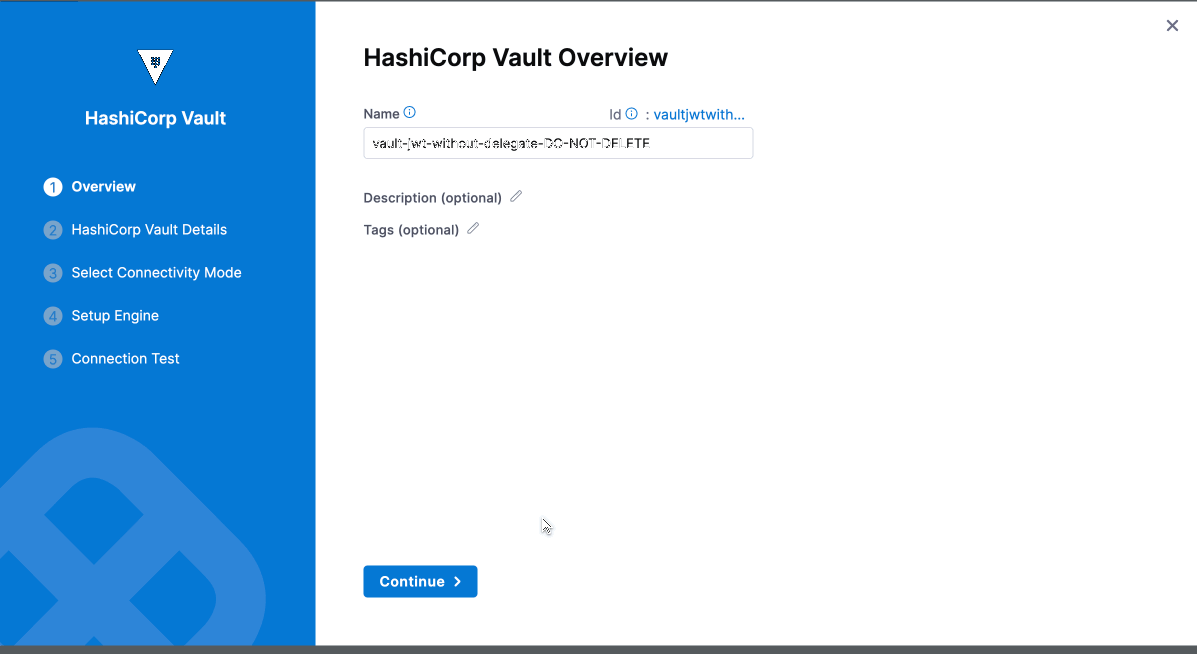 HashiCorp Vault
1 Overview
2 HashiCorp Vault Details
3 Select Connectivity Mode
4 Setup Engine
5 Connection Test
HashiCorp Vault Overview
Name
Id : vaultjwtwith...
vault-jwt-without-delegate-DO-NOT-DELETE
Description (optional)
Tags (optional)
Continue